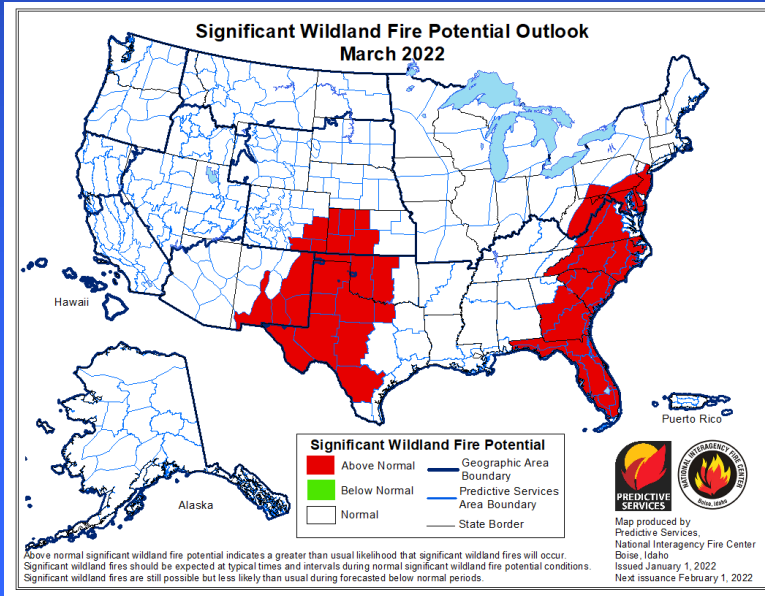 Significant Wildland Fire Potential Outlook
March 2022
Hawaii
Alaska
Puerto Rico
Significant Wildland Fire Potential
Above Normal
Below Normal
Normal
Geographic Area
Boundary
Predictive Services
Area Boundary
State Border
PREDICTIVE
SERVICES
NATIONAL INTERAGENCY FIRE CENTER
Boise, Idaho
Map produced by
Predictive Services,
National Interagency Fire Center
Boise, Idaho
Issued January 1, 2022
Next issuance February 1, 2022
Above normal significant wildland fire potential indicates a greater than usual likelihood that significant wildland fires will occur.
Significant wildland fires should be expected at typical times and intervals during normal significant wildland fire potential conditions.
Significant wildland fires are still possible but less likely than usual during forecasted below normal periods.